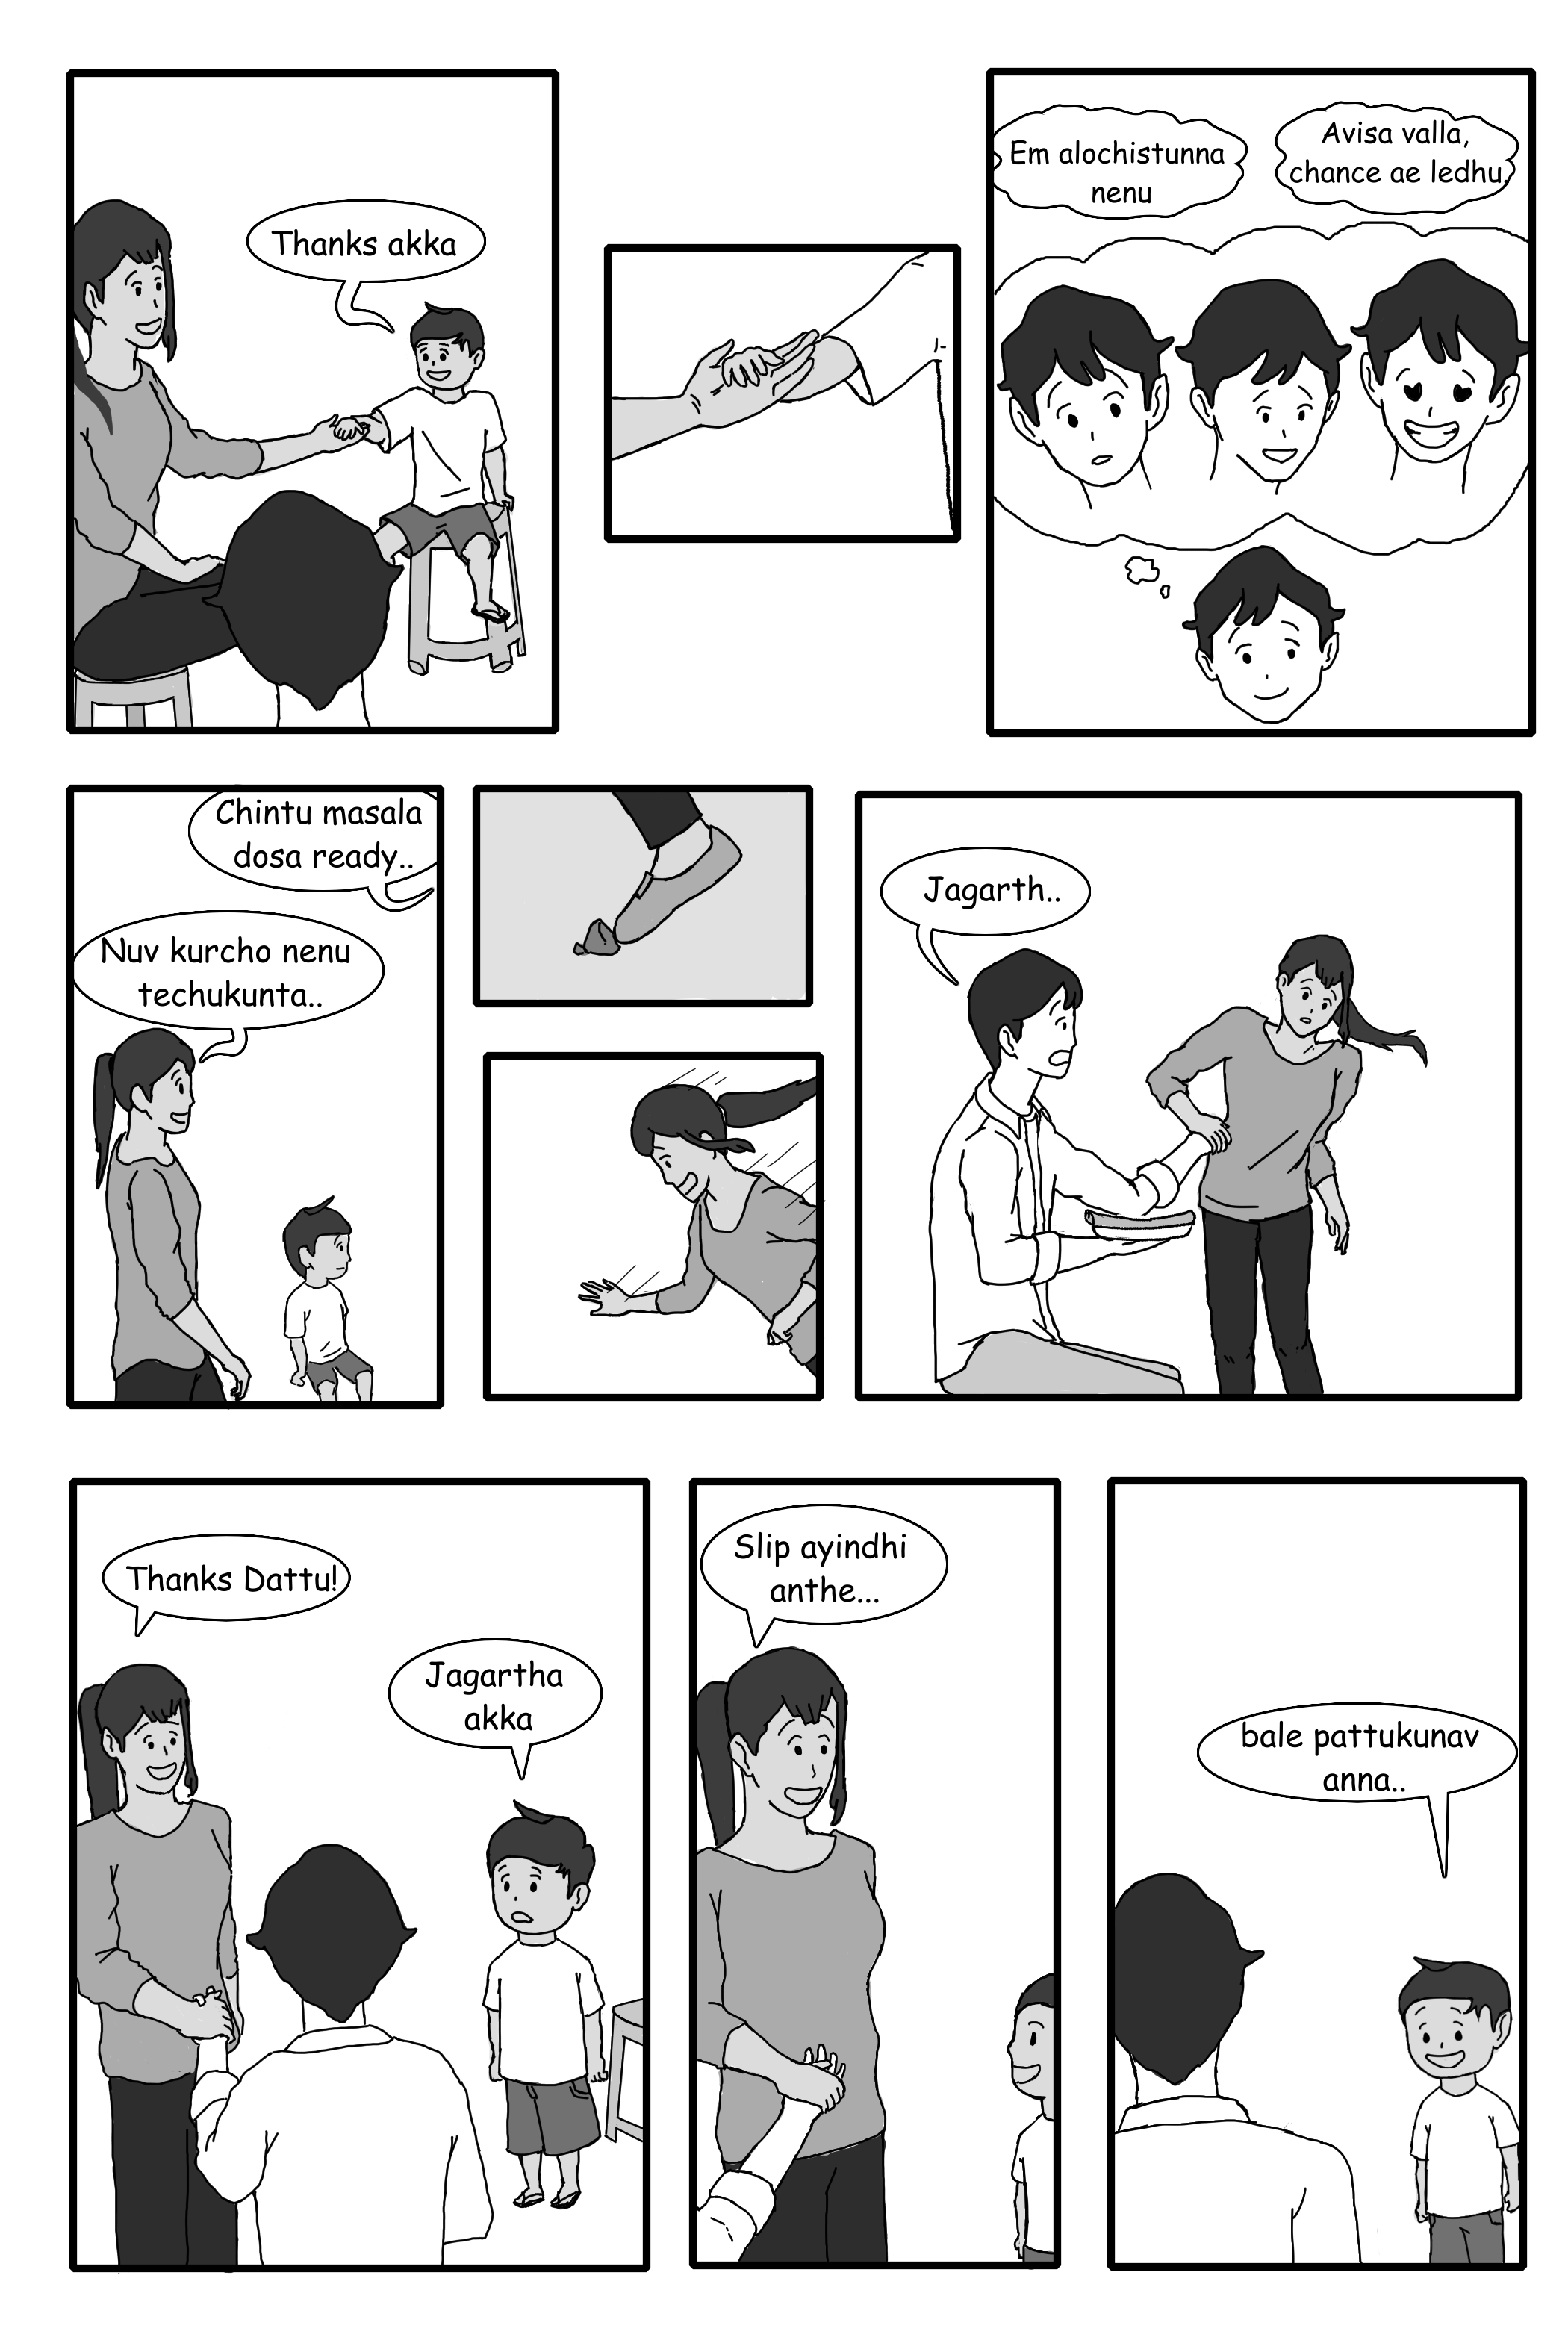 Thanks akka
Em alochistunna
nenu
Avisa valla,
chance ae ledhu.
Chintu masala
dosa ready..
Nuv kurcho nenu
techukunta..
Jagarth..
Thanks Dattu!
Jagartha
akka
Slip ayindhi
anthe...
bale pattukunav
anna..